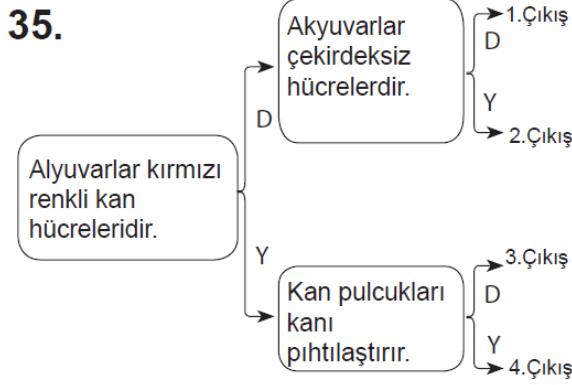 35.
Akyuvarlar
çekirdeksiz
hücrelerdir.
1.Çıkış
D
Y
2.Çıkış
D
Alyuvarlar kırmızı
renkli kan
hücreleridir.
Y
Kan pulcukları
kanı
pıhtılaştırır.
3.Çıkış
D
Y
4.Çıkış